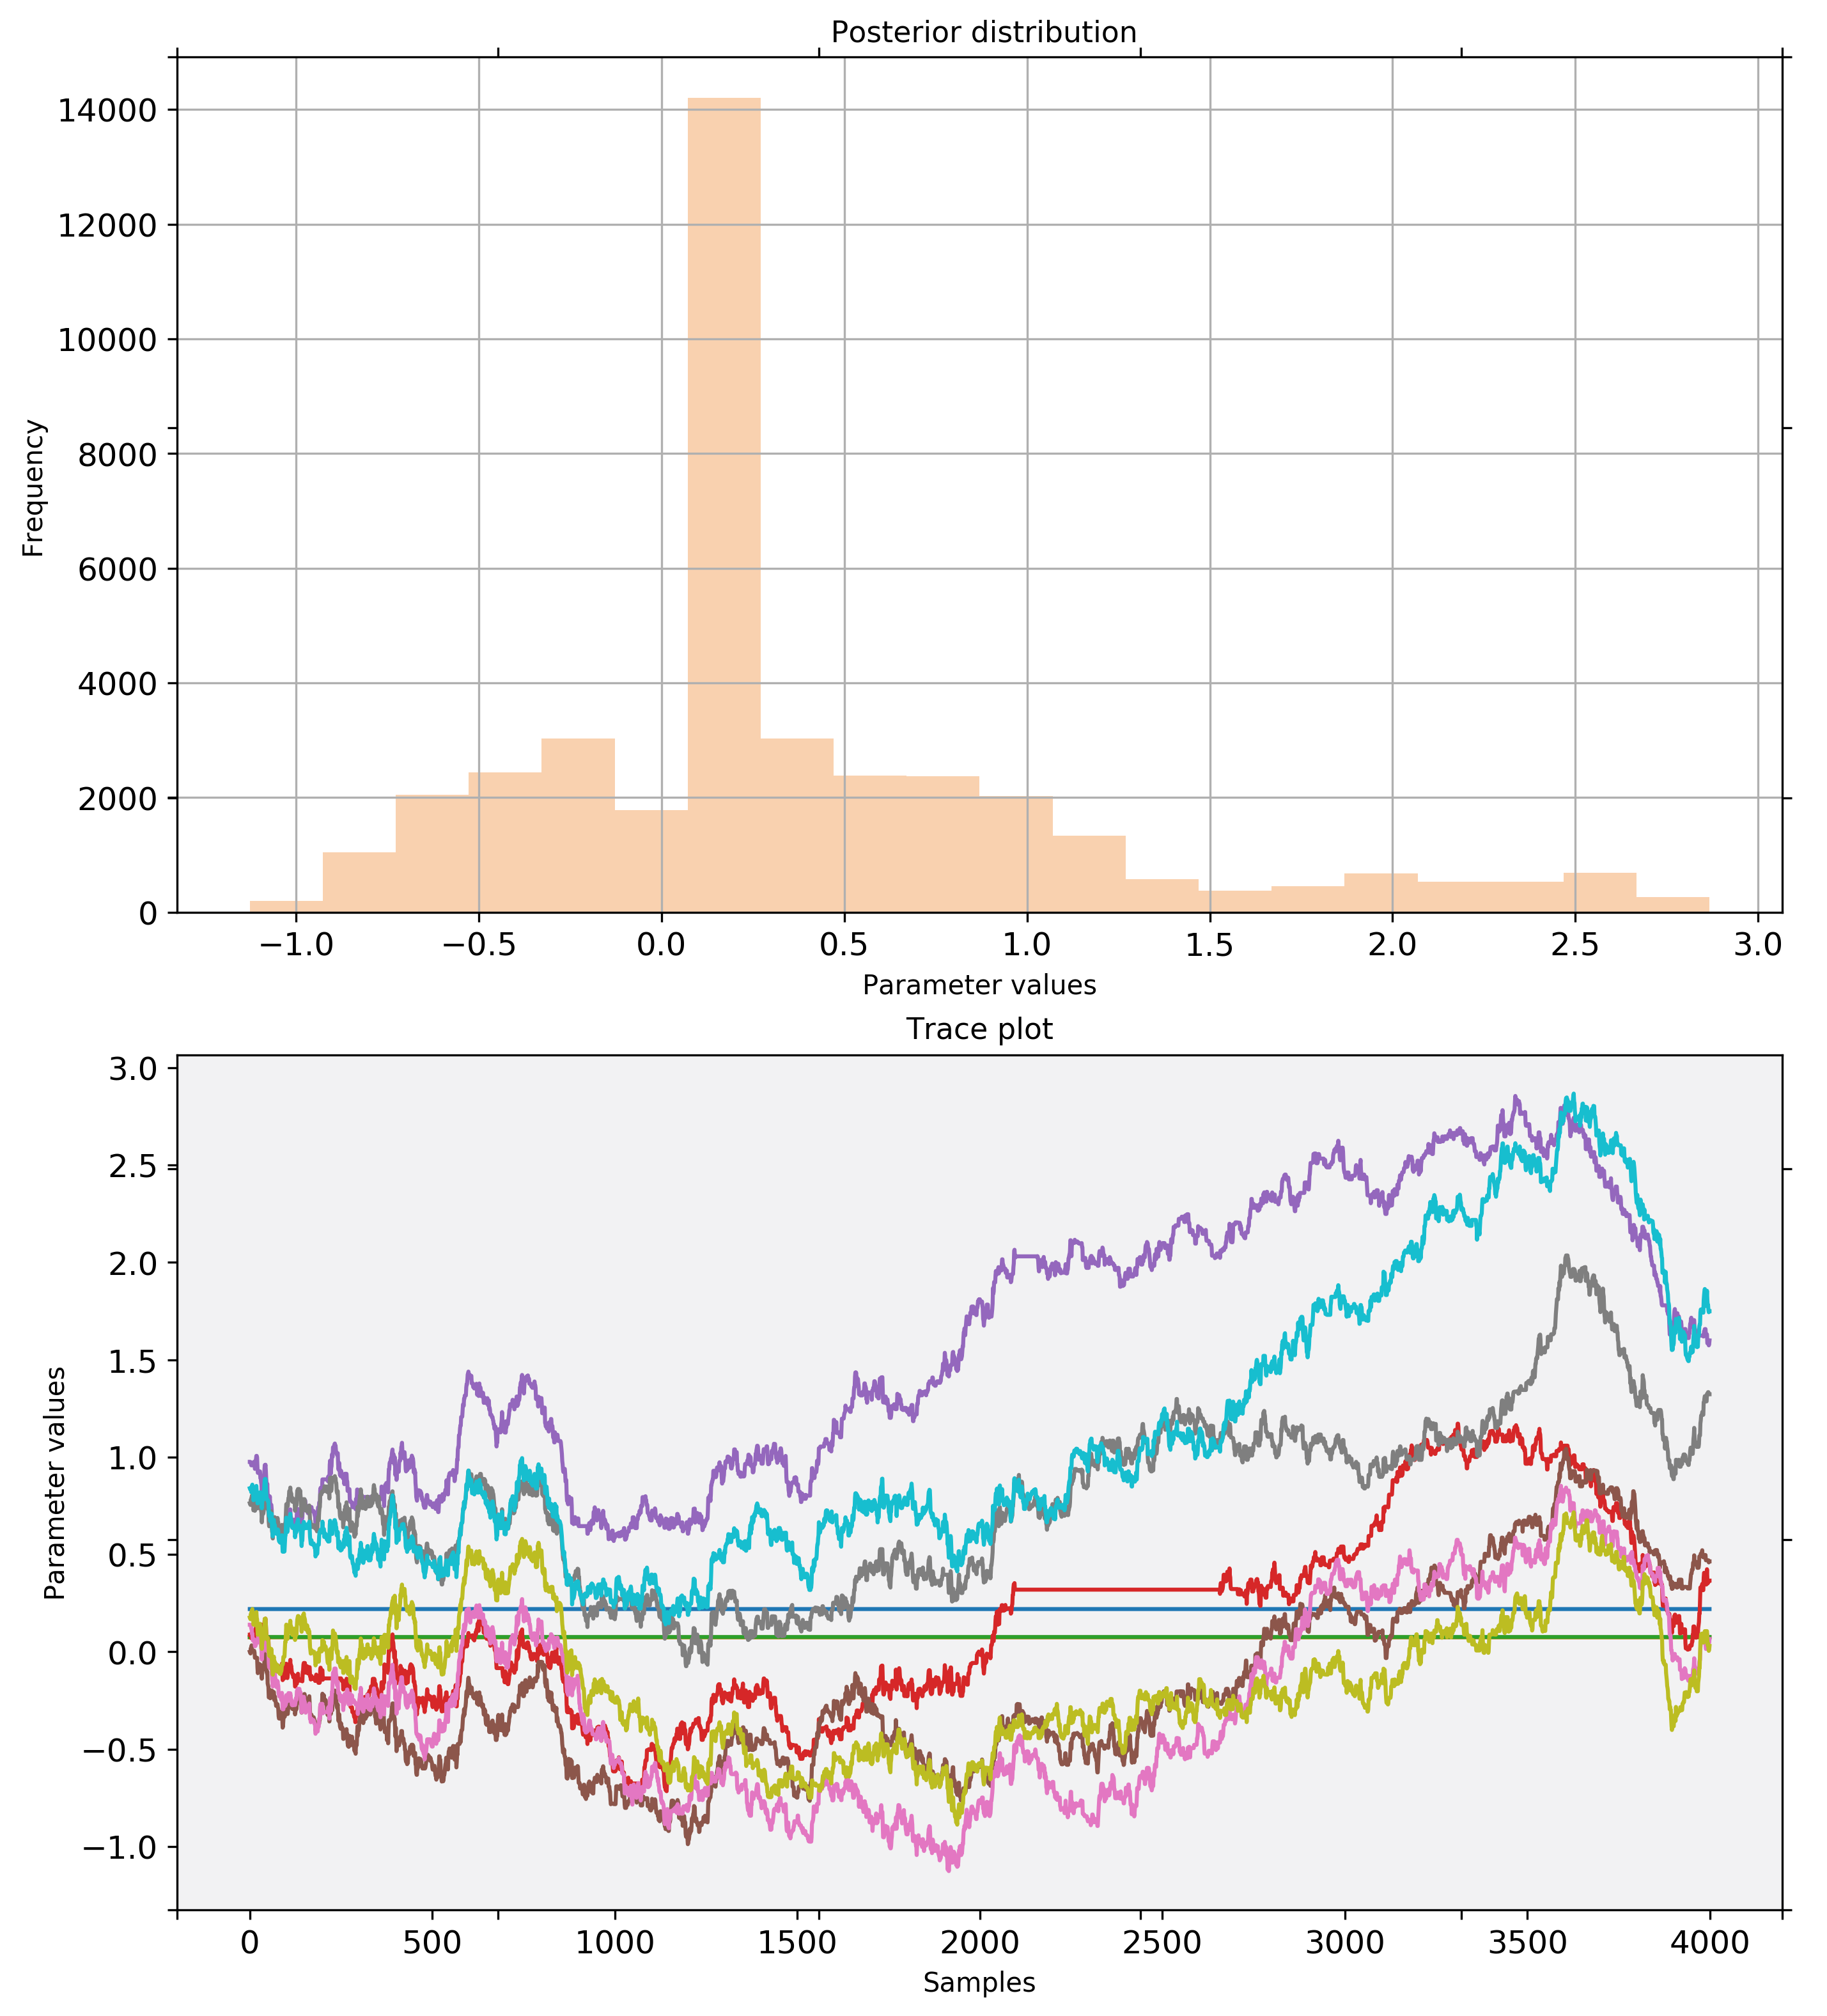 Posterior distribution
14000
12000
10000
8000
6000
4000
2000
0
Frequency
−1.0 −0.5 0.0 0.5 1.0 1.5 2.0 2.5 3.0
Parameter values
Trace plot
3.0
2.5
2.0
1.5
1.0
0.5
0.0
−0.5
−1.0
Parameter values
0 500 1000 1500 2000 2500 3000 3500 4000
Samples